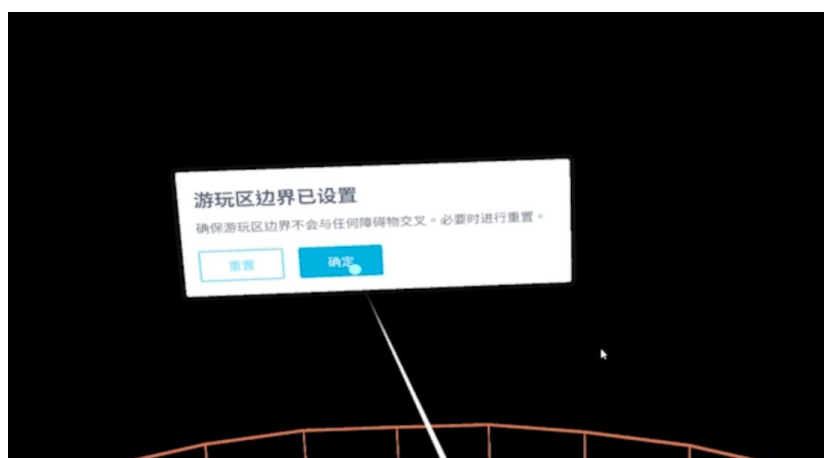 游玩区边界已设置
确保游玩区边界不会与任何障碍物交叉。必要时进行重置。
重置
确定